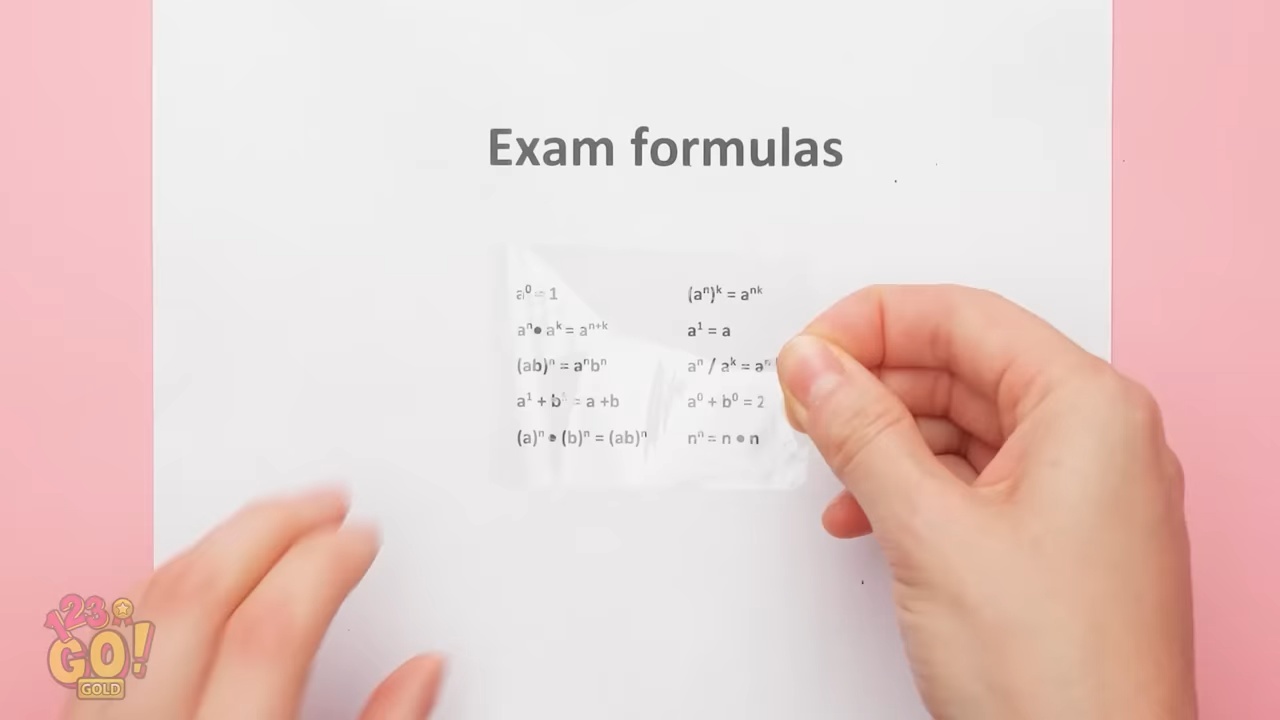 Exam formulas
a⁰ = 1
aⁿ• aᵏ = aⁿ⁺ᵏ
(ab)ⁿ = aⁿbⁿ
a¹ + b = a +b
(a)ⁿ • (b)ⁿ = (ab)ⁿ
(aⁿ)ᵏ = aⁿᵏ
a¹ = a
aⁿ / aᵏ = aⁿ
a⁰ + b⁰ = 2
nⁿ = n • n
123
GO!
GOLD